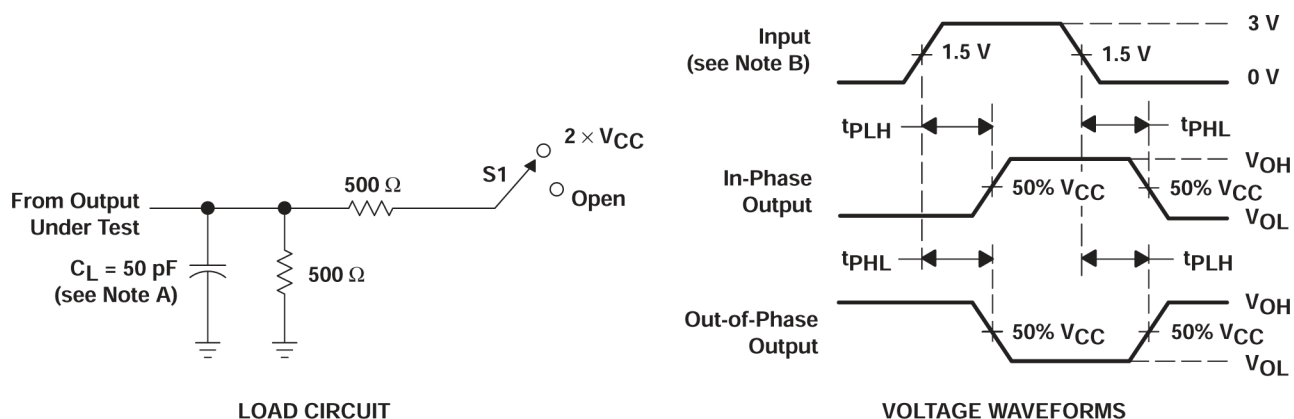 From Output
Under Test
C_L = 50 pF
(see Note A)
500 Ω
500 Ω
S1
2 × V_CC
Open
LOAD CIRCUIT
Input
(see Note B)
1.5 V
1.5 V
3 V
0 V
t_PLH
t_PHL
In-Phase
Output
50% V_CC
50% V_CC
V_OH
V_OL
t_PHL
t_PLH
Out-of-Phase
Output
50% V_CC
50% V_CC
V_OH
V_OL
VOLTAGE WAVEFORMS